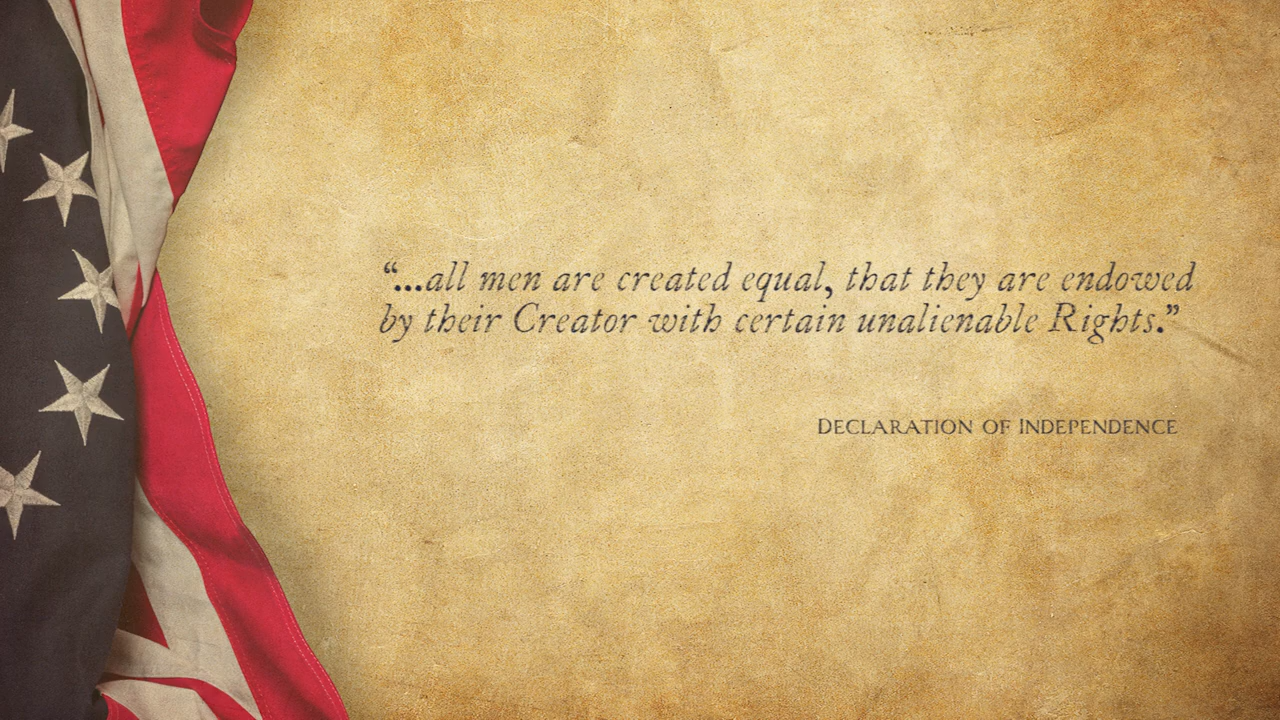 “...all men are created equal, that they are endowed
by their Creator with certain unalienable Rights.”
Declaration of Independence